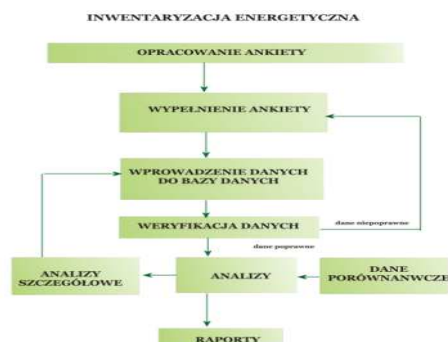 INWENTARYZACJA ENERGETYCZNA
OPRACOWANIE ANKIETY
WYPEŁNIENIE ANKIETY
WPROWADZENIE DANYCH
DO BAZY DANYCH
WERYFIKACJA DANYCH
dane niepoprawne
dane poprawne
ANALIZY
SZCZEGÓŁOWE
ANALIZY
DANE
PORÓWNANWCZE
RAPORTY